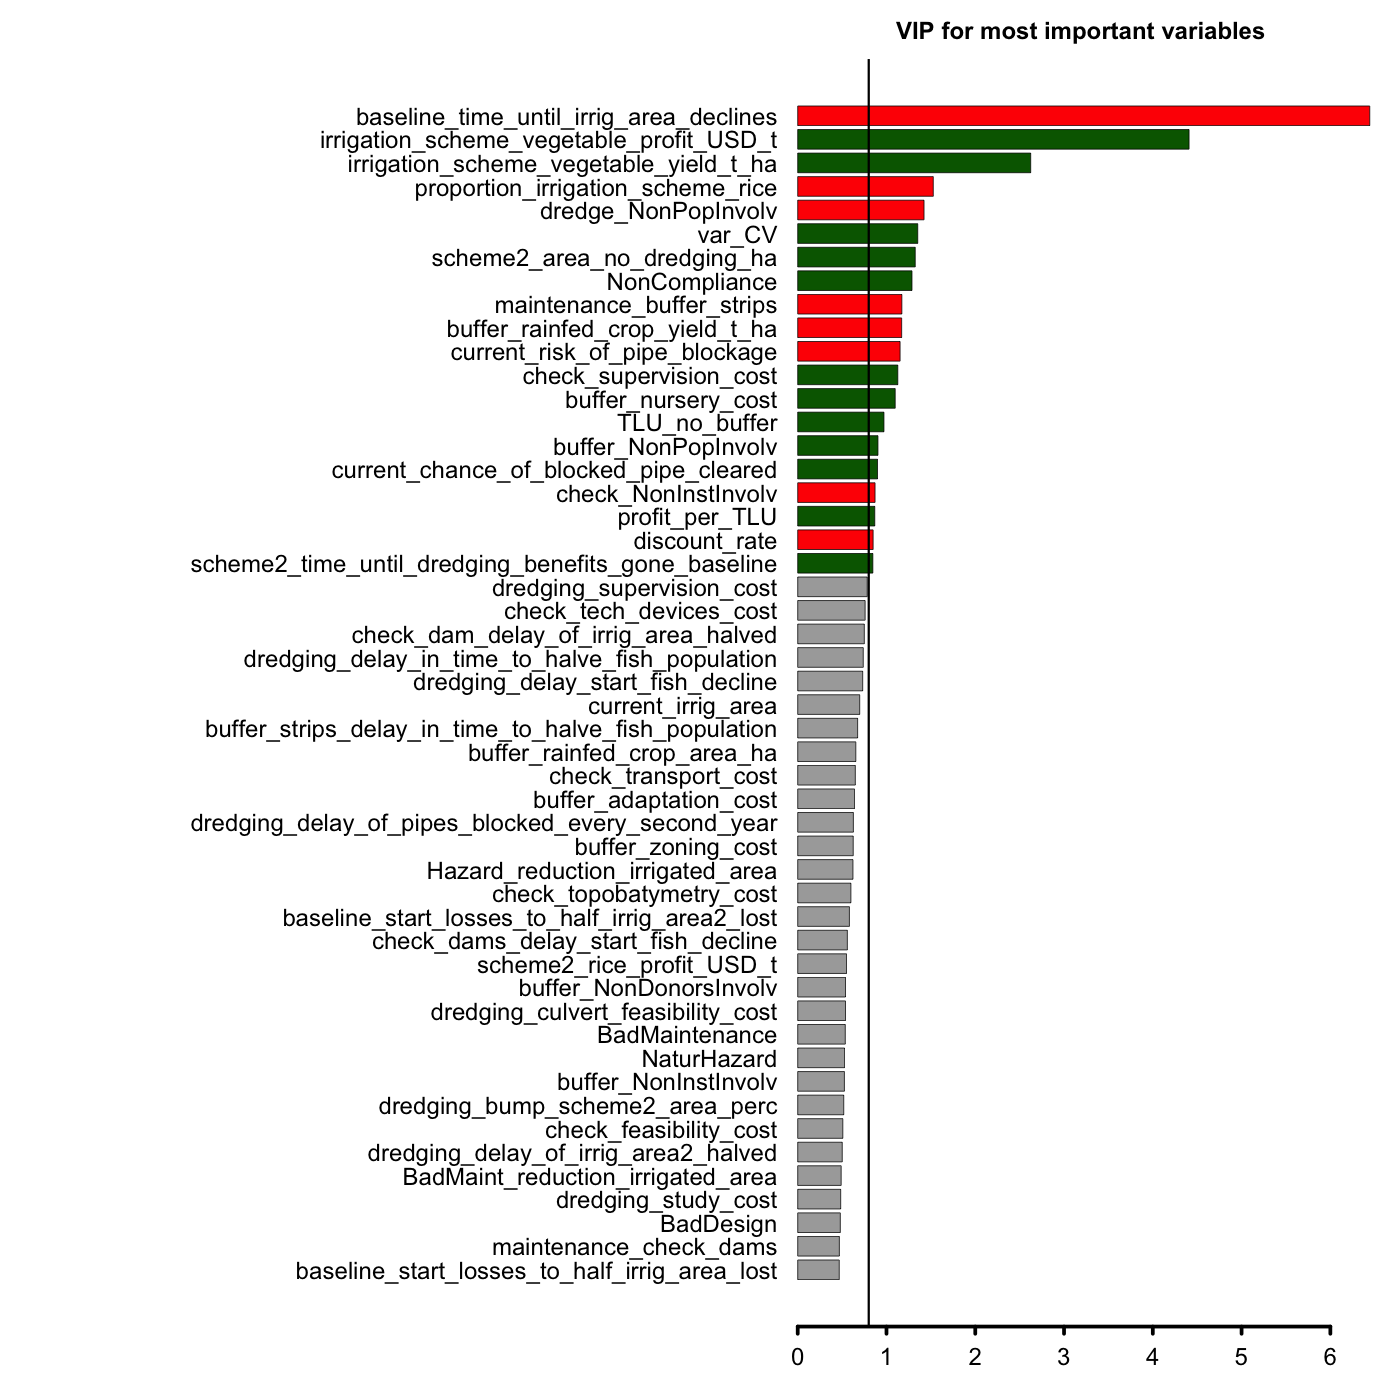 VIP for most important variables
baseline_time_until_irrig_area_declines
irrigation_scheme_vegetable_profit_USD_t
irrigation_scheme_vegetable_yield_t_ha
proportion_irrigation_scheme_rice
dredge_NonPopInvolv
var_CV
scheme2_area_no_dredging_ha
NonCompliance
maintenance_buffer_strips
buffer_rainfed_crop_yield_t_ha
current_risk_of_pipe_blockage
check_supervision_cost
buffer_nursery_cost
TLU_no_buffer
buffer_NonPopInvolv
current_chance_of_blocked_pipe_cleared
check_NonInstInvolv
profit_per_TLU
discount_rate
scheme2_time_until_dredging_benefits_gone_baseline
dredging_supervision_cost
check_tech_devices_cost
check_dam_delay_of_irrig_area_halved
dredging_delay_in_time_to_halve_fish_population
dredging_delay_start_fish_decline
current_irrig_area
buffer_strips_delay_in_time_to_halve_fish_population
buffer_rainfed_crop_area_ha
check_transport_cost
buffer_adaptation_cost
dredging_delay_of_pipes_blocked_every_second_year
buffer_zoning_cost
Hazard_reduction_irrigated_area
check_topobatymetry_cost
baseline_start_losses_to_half_irrig_area2_lost
check_dams_delay_start_fish_decline
scheme2_rice_profit_USD_t
buffer_NonDonorsInvolv
dredging_culvert_feasibility_cost
BadMaintenance
NaturHazard
buffer_NonInstInvolv
dredging_bump_scheme2_area_perc
check_feasibility_cost
dredging_delay_of_irrig_area2_halved
BadMaint_reduction_irrigated_area
dredging_study_cost
BadDesign
maintenance_check_dams
baseline_start_losses_to_half_irrig_area_lost
0 1 2 3 4 5 6